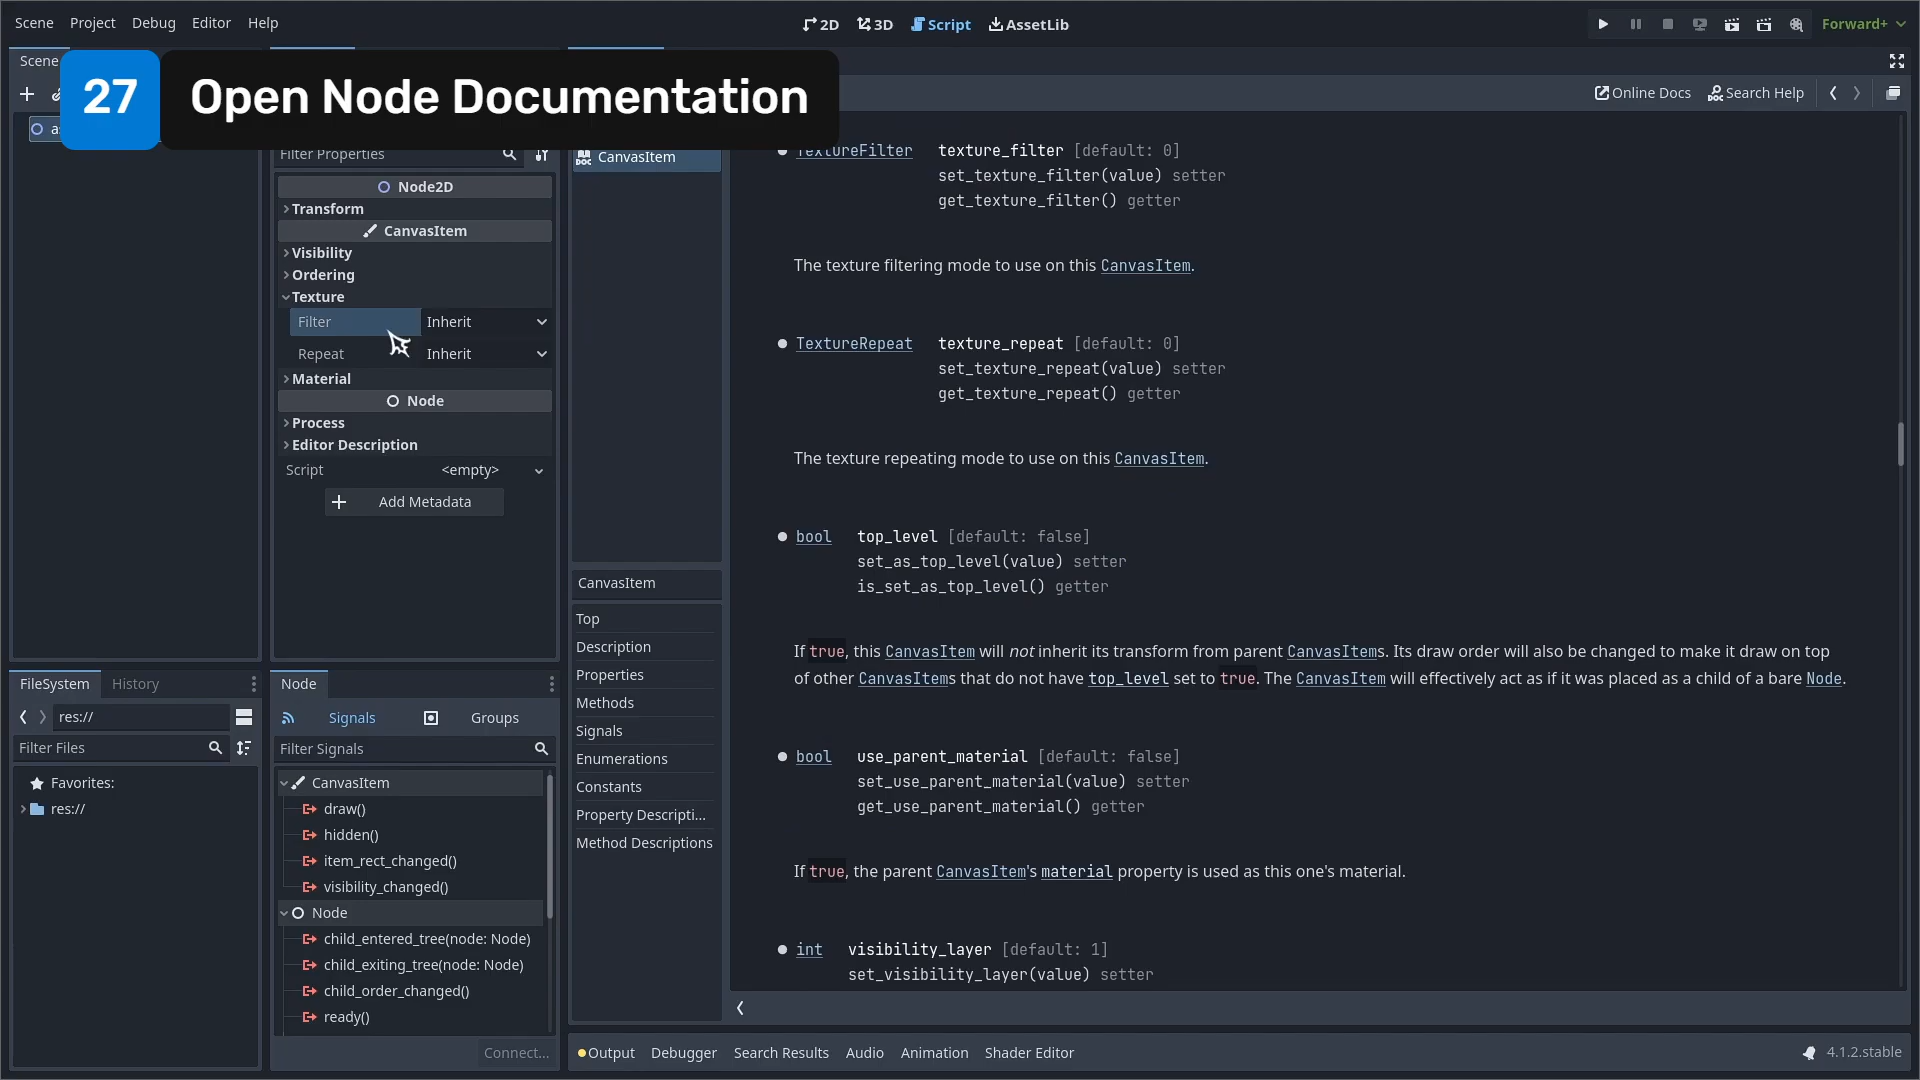 Scene Project Debug Editor Help
2D 3D Script AssetLib
Forward+
Scene
27 Open Node Documentation
Online Docs Search Help
Filter Properties
Node2D
Transform
CanvasItem
Visibility
Ordering
Texture
Filter Inherit
Repeat Inherit
Material
Node
Process
Editor Description
Script <empty>
Add Metadata
FileSystem History
res://
Filter Files
Favorites:
res://
Node
Signals Groups
Filter Signals
CanvasItem
draw()
hidden()
item_rect_changed()
visibility_changed()
Node
child_entered_tree(node: Node)
child_exiting_tree(node: Node)
child_order_changed()
ready()
Connect...
CanvasItem
CanvasItem
Top
Description
Properties
Methods
Signals
Enumerations
Constants
Property Descripti...
Method Descriptions
TextureFilter texture_filter [default: 0]
set_texture_filter(value) setter
get_texture_filter() getter
The texture filtering mode to use on this CanvasItem.
TextureRepeat texture_repeat [default: 0]
set_texture_repeat(value) setter
get_texture_repeat() getter
The texture repeating mode to use on this CanvasItem.
bool top_level [default: false]
set_as_top_level(value) setter
is_set_as_top_level() getter
If true, this CanvasItem will not inherit its transform from parent CanvasItems. Its draw order will also be changed to make it draw on top
of other CanvasItems that do not have top_level set to true. The CanvasItem will effectively act as if it was placed as a child of a bare Node.
bool use_parent_material [default: false]
set_use_parent_material(value) setter
get_use_parent_material() getter
If true, the parent CanvasItem's material property is used as this one's material.
int visibility_layer [default: 1]
set_visibility_layer(value) setter
Output Debugger Search Results Audio Animation Shader Editor
4.1.2.stable